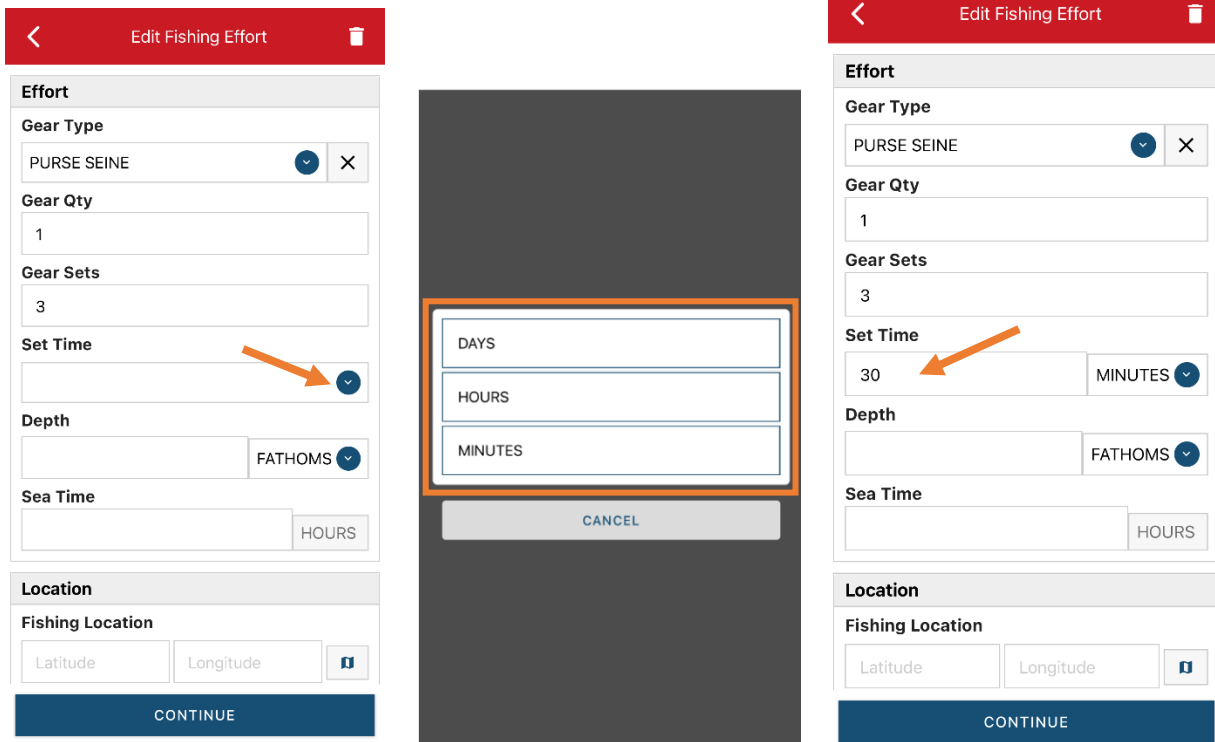 Edit Fishing Effort
Effort
Gear Type
PURSE SEINE
Gear Qty
1
Gear Sets
3
Set Time
Depth
FATHOMS
Sea Time
HOURS
Location
Fishing Location
Latitude Longitude
CONTINUE
DAYS
HOURS
MINUTES
CANCEL
Edit Fishing Effort
Effort
Gear Type
PURSE SEINE
Gear Qty
1
Gear Sets
3
Set Time
30 MINUTES
Depth
FATHOMS
Sea Time
HOURS
Location
Fishing Location
Latitude Longitude
CONTINUE